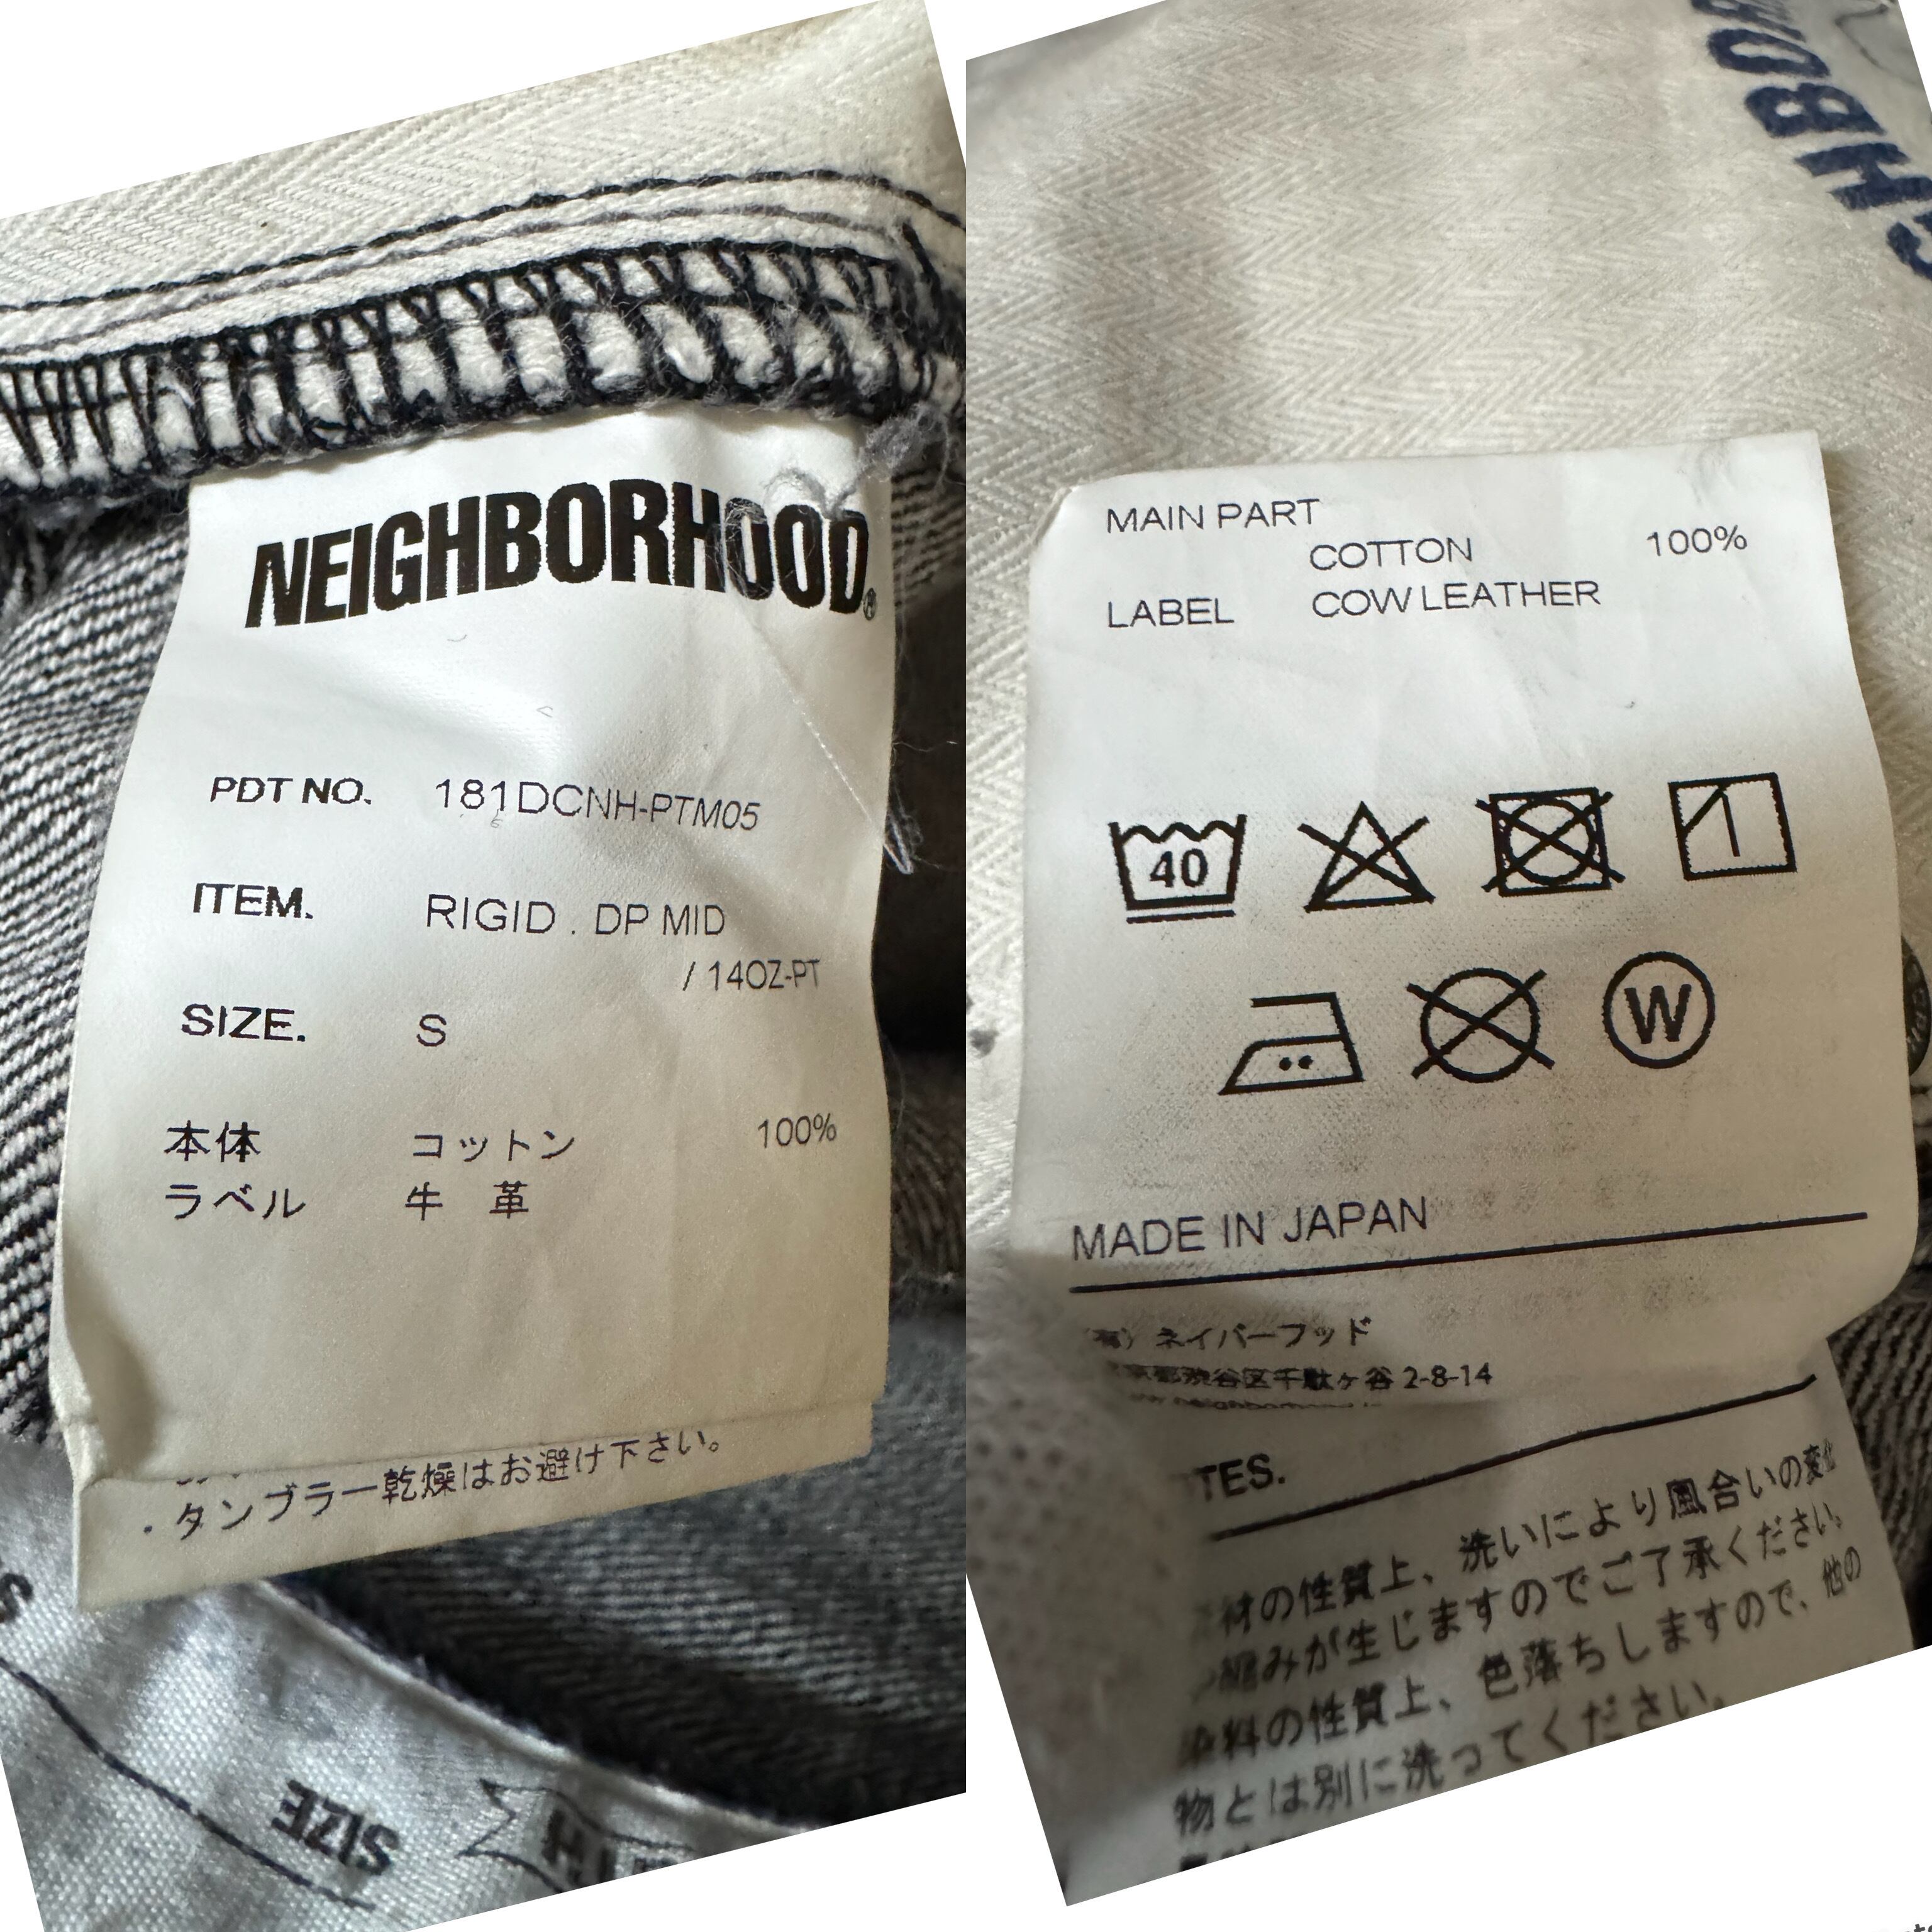 NEIGHBORHOOD®
PDT NO. 181DCNH-PTM05
ITEM. RIGID . DP MID
/ 14OZ-PT
SIZE. S
本体 コットン 100%
ラベル 牛 革
・タンブラー乾燥はお避け下さい。
SIZE
MAIN PART
COTTON 100%
LABEL COW LEATHER
40
W
MADE IN JAPAN
ネイバーフッド
渋谷区千駄ヶ谷 2-8-14
TES.
材の性質上、洗いにより風合いの変化
縮みが生じますのでご了承ください。
染料の性質上、色落ちしますので、他の
物とは別に洗ってください。